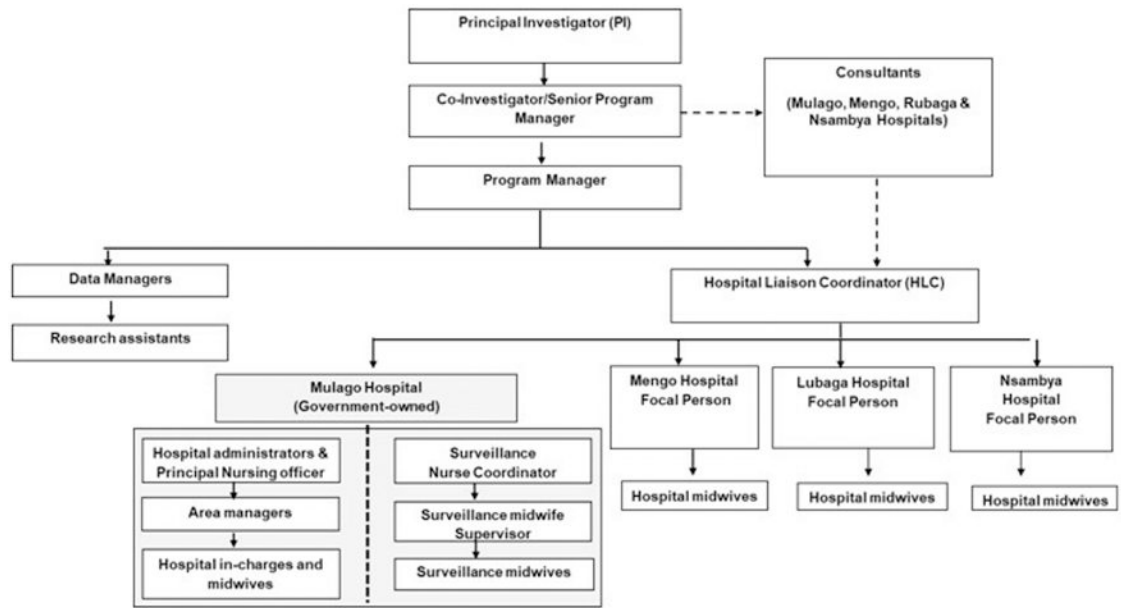 Principal Investigator (PI)
Co-Investigator/Senior Program
Manager
Consultants
(Mulago, Mengo, Rubaga &
Nsambya Hospitals)
Program Manager
Data Managers
Hospital Liaison Coordinator (HLC)
Research assistants
Mulago Hospital
(Government-owned)
Mengo Hospital
Focal Person
Lubaga Hospital
Focal Person
Nsambya
Hospital
Focal Person
Hospital administrators &
Principal Nursing officer
Surveillance
Nurse Coordinator
Hospital midwives
Hospital midwives
Hospital midwives
Area managers
Surveillance midwife
Supervisor
Hospital in-charges and
midwives
Surveillance midwives